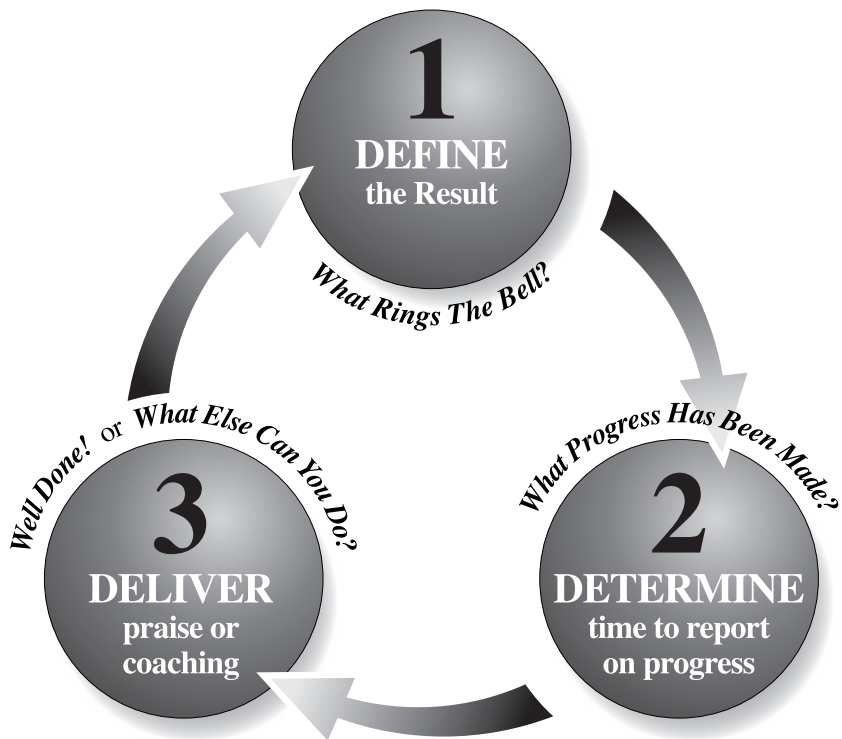 1
DEFINE
the Result
What Rings The Bell?
What Progress Has Been Made?
2
DETERMINE
time to report
on progress
Well Done! or What Else Can You Do?
3
DELIVER
praise or
coaching